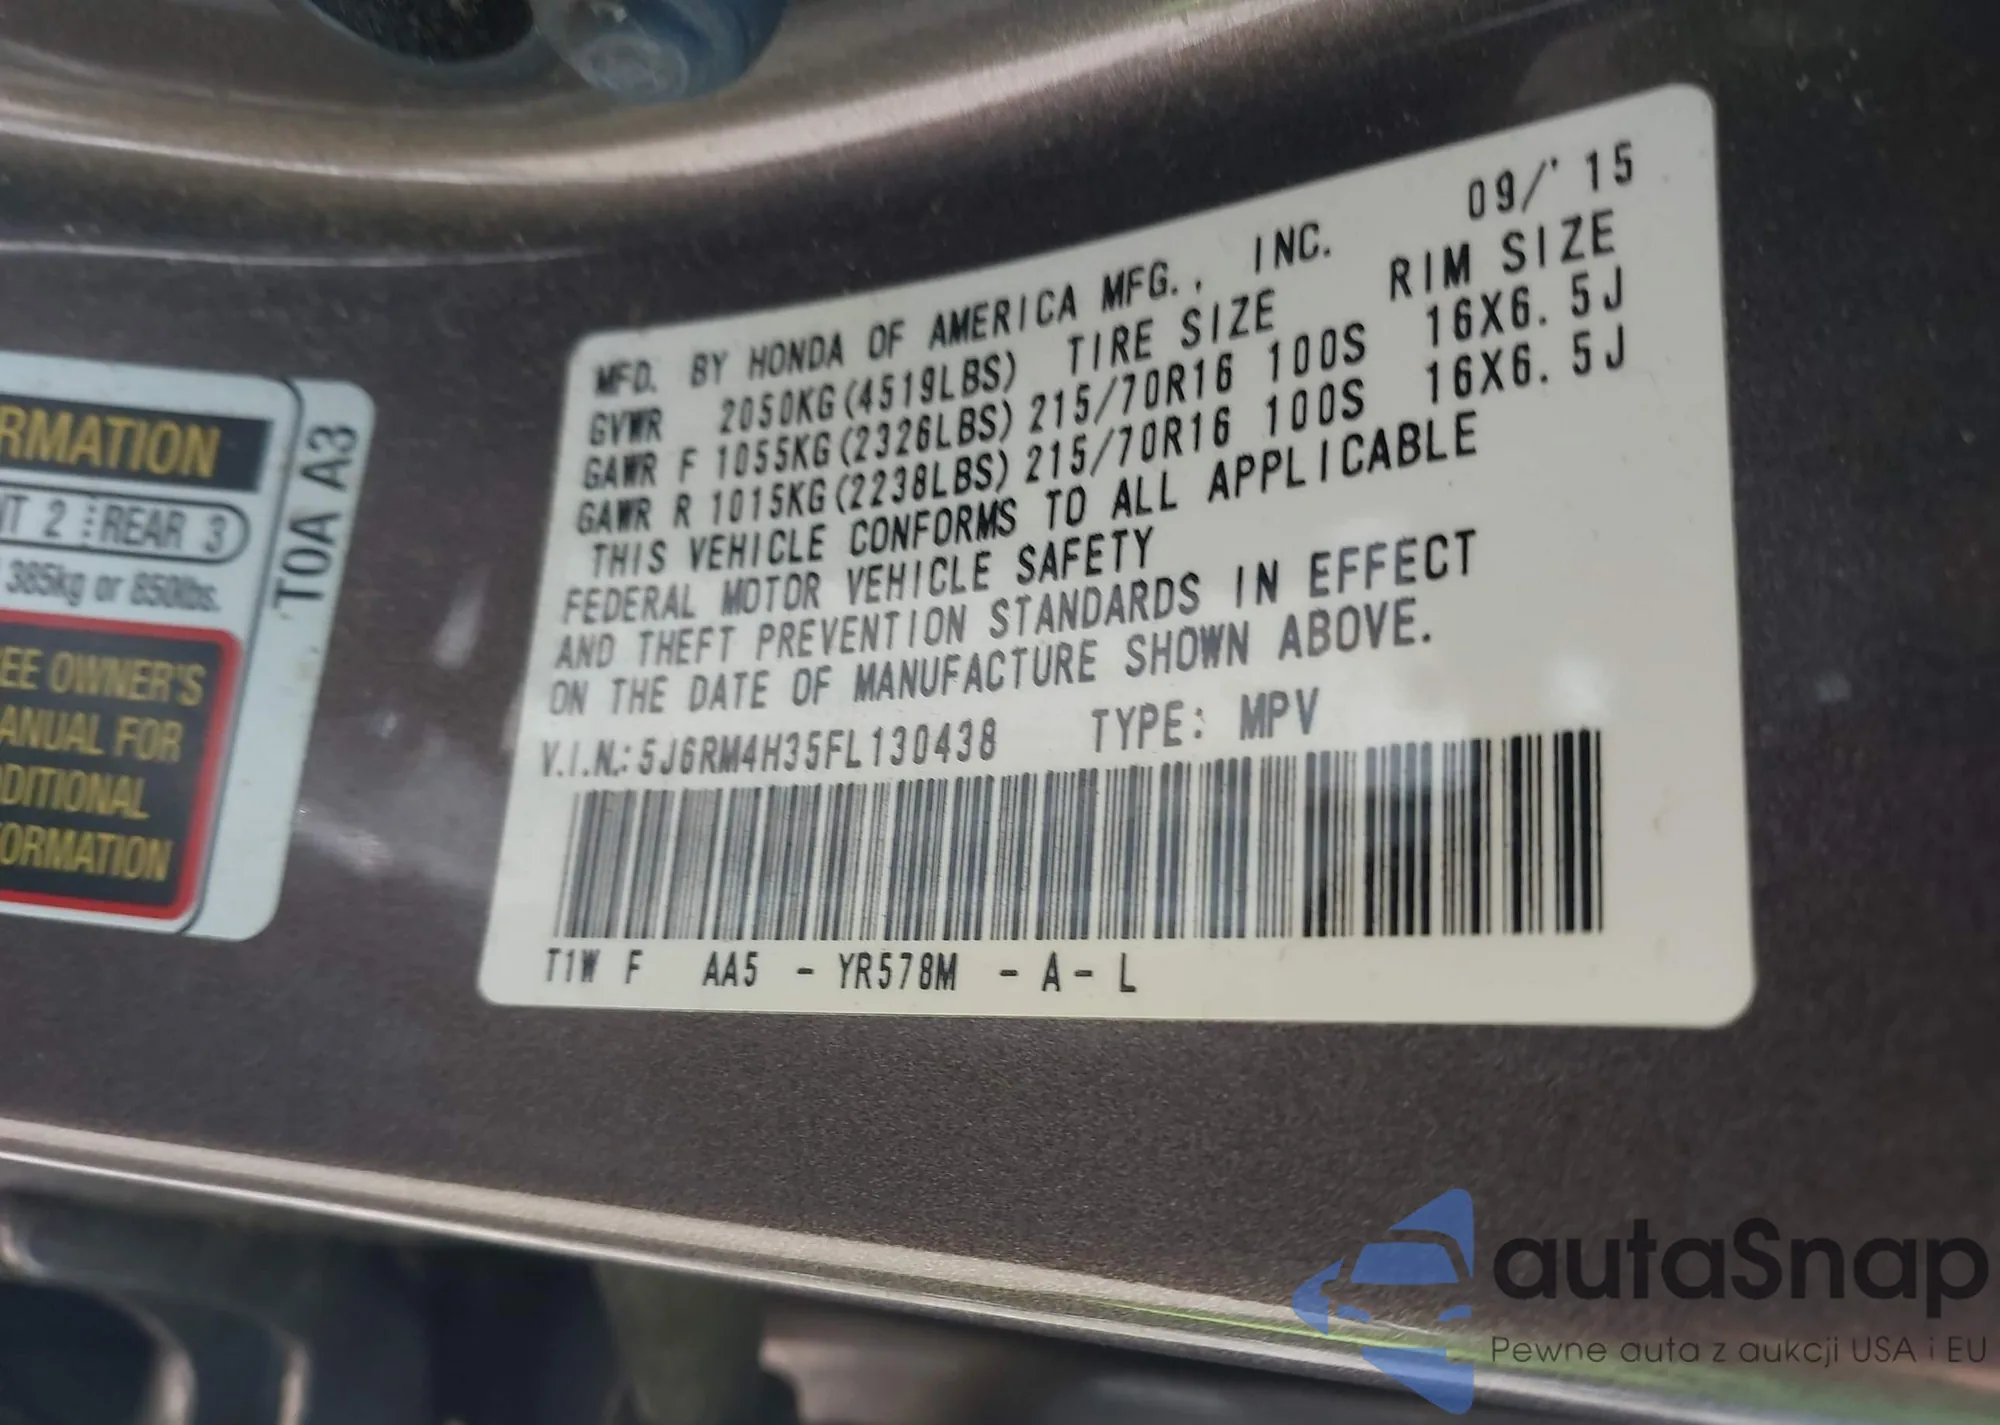 RMATION
NT 2 REAR 3
385kg or 850lbs.
EE OWNER'S
ANUAL FOR
DDITIONAL
FORMATION
T0A A3
09/'15
MFD. BY HONDA OF AMERICA MFG., INC.
GVWR 2050KG(4519LBS) TIRE SIZE RIM SIZE
GAWR F 1055KG(2326LBS) 215/70R16 100S 16X6.5J
GAWR R 1015KG(2238LBS) 215/70R16 100S 16X6.5J
THIS VEHICLE CONFORMS TO ALL APPLICABLE
FEDERAL MOTOR VEHICLE SAFETY
AND THEFT PREVENTION STANDARDS IN EFFECT
ON THE DATE OF MANUFACTURE SHOWN ABOVE.
V.I.N.: 5J6RM4H35FL130438 TYPE: MPV
T1W F AA5 - YR578M - A - L
autaSnap
Pewne auta z aukcji USA i EU